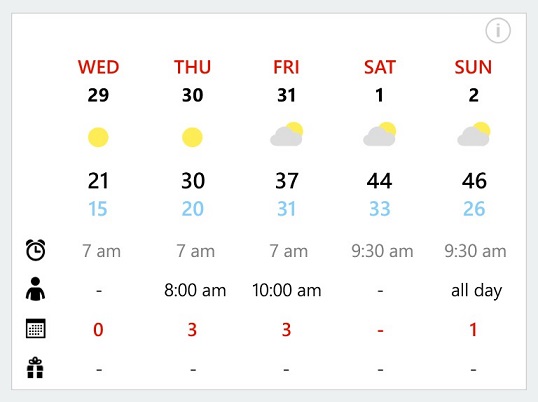 i
WED THU FRI SAT SUN
29 30 31 1 2
21 30 37 44 46
15 20 31 33 26
7 am 7 am 7 am 9:30 am 9:30 am
- 8:00 am 10:00 am - all day
0 3 3 - 1
- - - - -